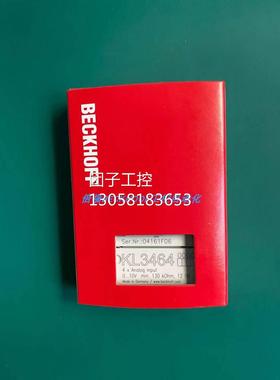 BECKHOFF
团子工控
13058183653
Ser.Nr.:04161F06
KL3464
4 x Analog input
0...10V min. 130 kOhm, 12
Made in Germany / www.beckhoff.com